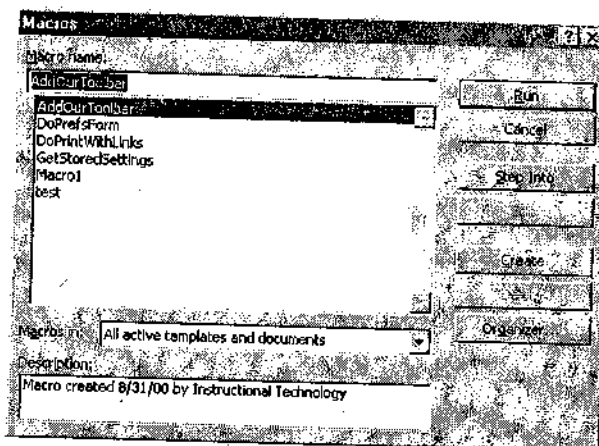 Macros
Macro name:
AddOurToolbar
AddOurToolbar
DoPrefsForm
DoPrintWithLinks
GetStoredSettings
Macro1
test
Run
Cancel
Step Into
Create
Organizer...
Macros in:
All active templates and documents
Description:
Macro created 8/31/00 by Instructional Technology